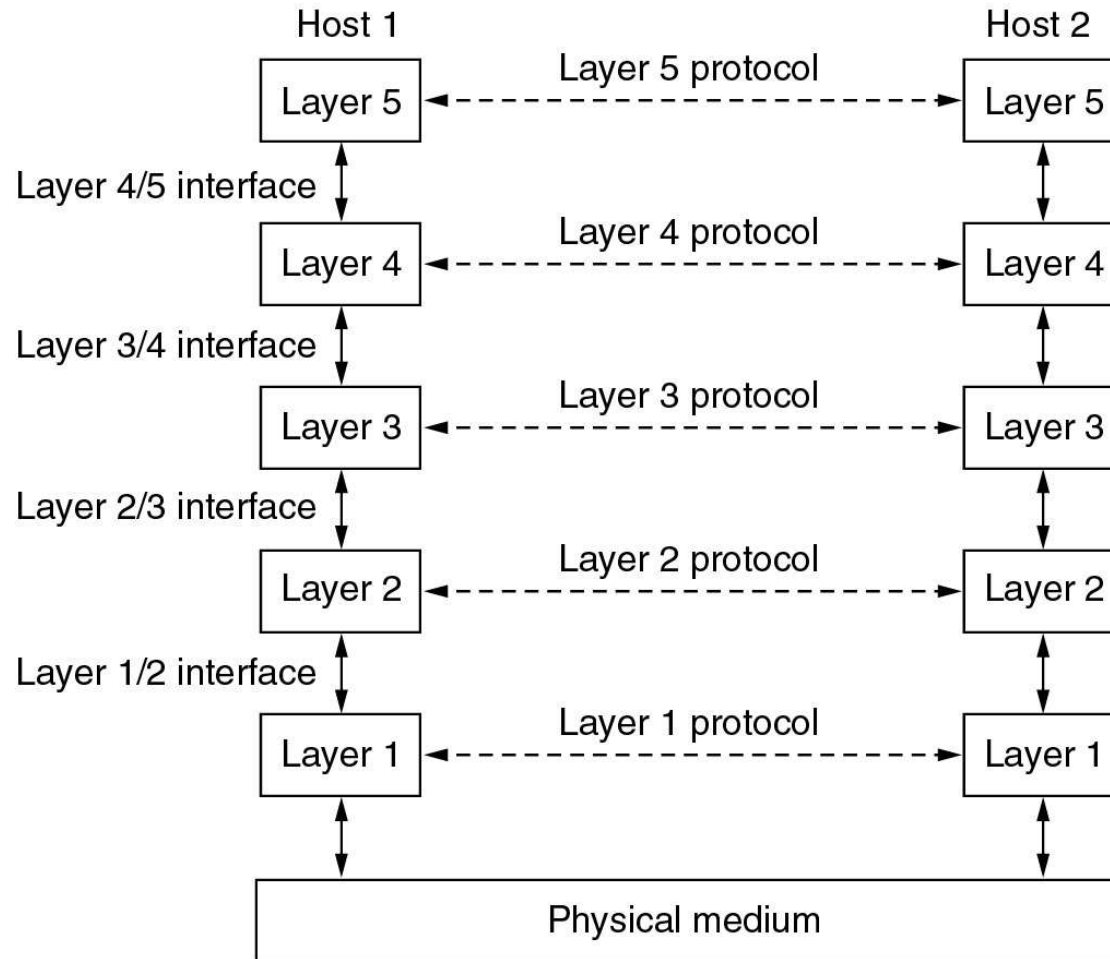 Host 1
Host 2
Layer 5 protocol
Layer 5
Layer 5
Layer 4/5 interface
Layer 4 protocol
Layer 4
Layer 4
Layer 3/4 interface
Layer 3 protocol
Layer 3
Layer 3
Layer 2/3 interface
Layer 2 protocol
Layer 2
Layer 2
Layer 1/2 interface
Layer 1 protocol
Layer 1
Layer 1
Physical medium